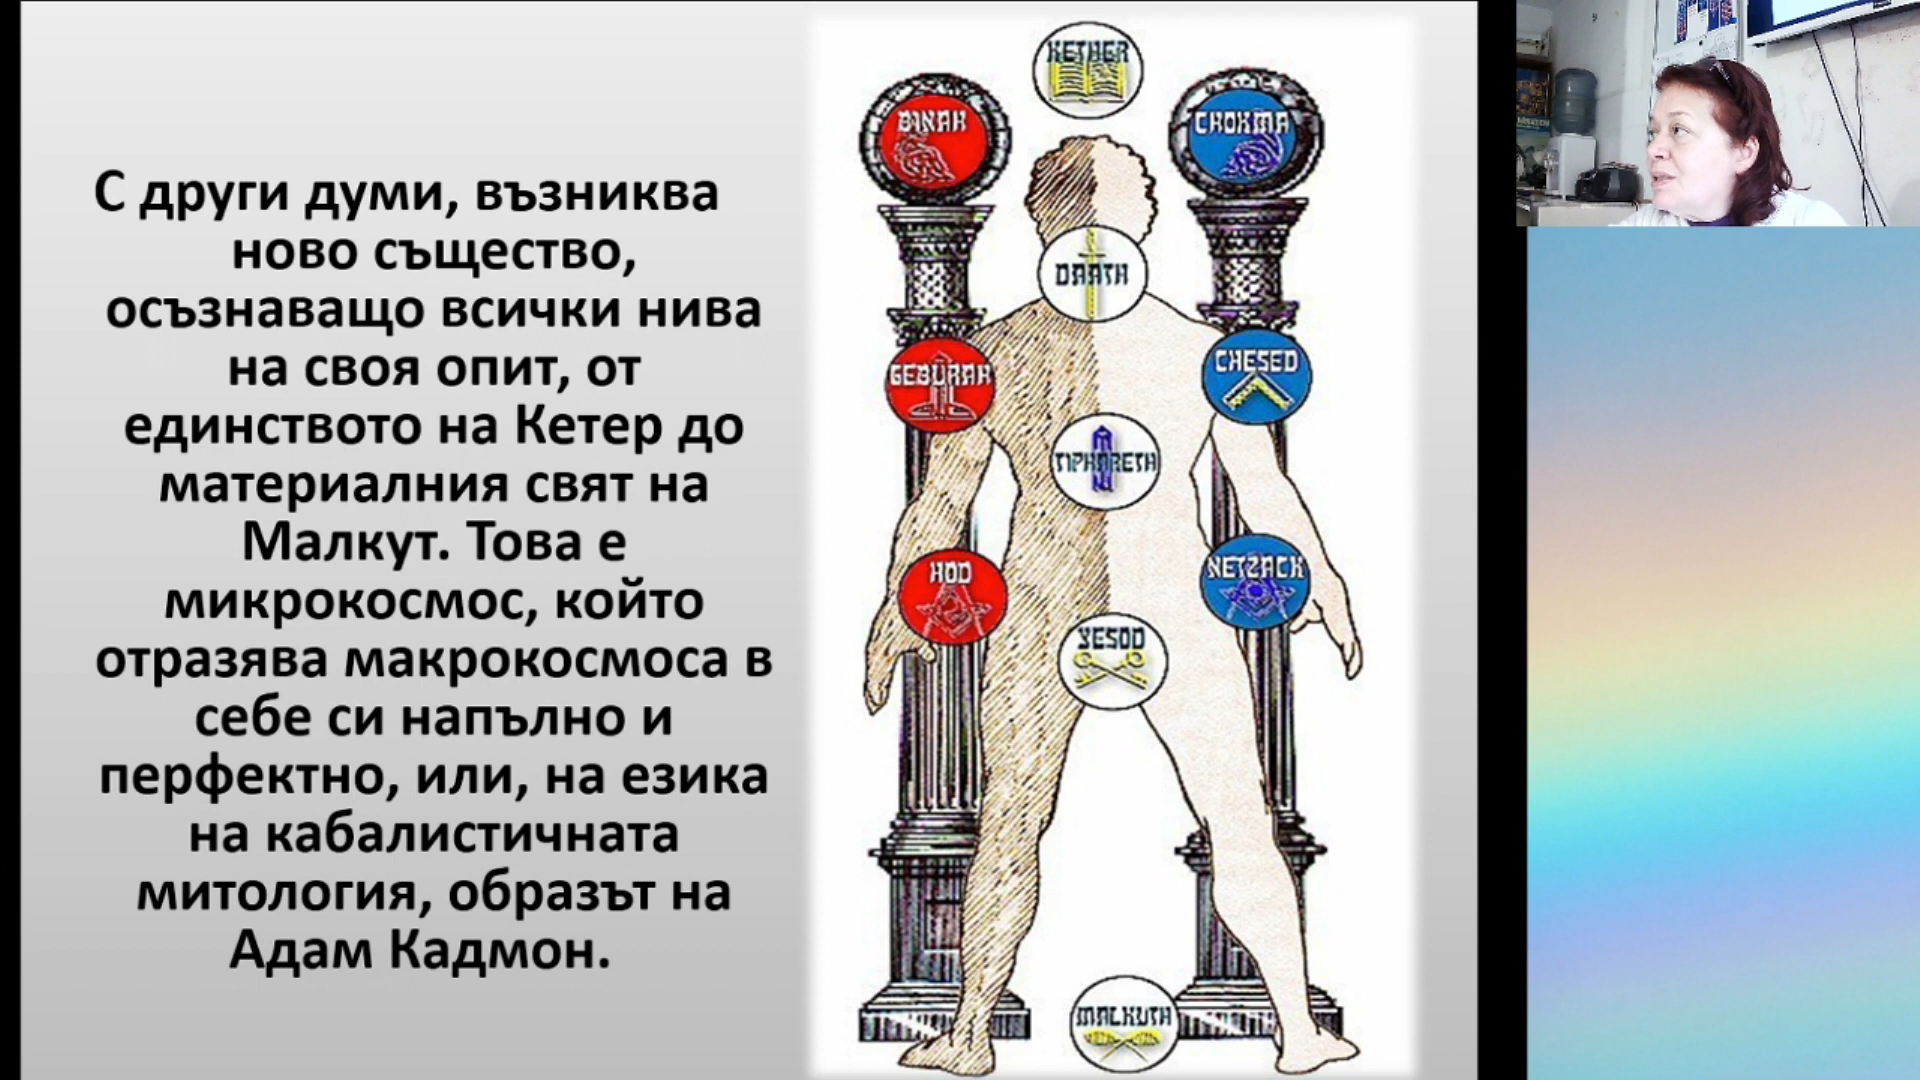 С други думи, възниква
ново същество,
осъзнаващо всички нива
на своя опит, от
единството на Кетер до
материалния свят на
Малкут. Това е
микрокосмос, който
отразява макрокосмоса в
себе си напълно и
перфектно, или, на езика
на кабалистичната
митология, образът на
Адам Кадмон.
KETHER
BINAH
CHOKMA
DAATH
GEBURAH
CHESED
TIPHARETH
HOD
NETZACH
YESOD
MALKUTH